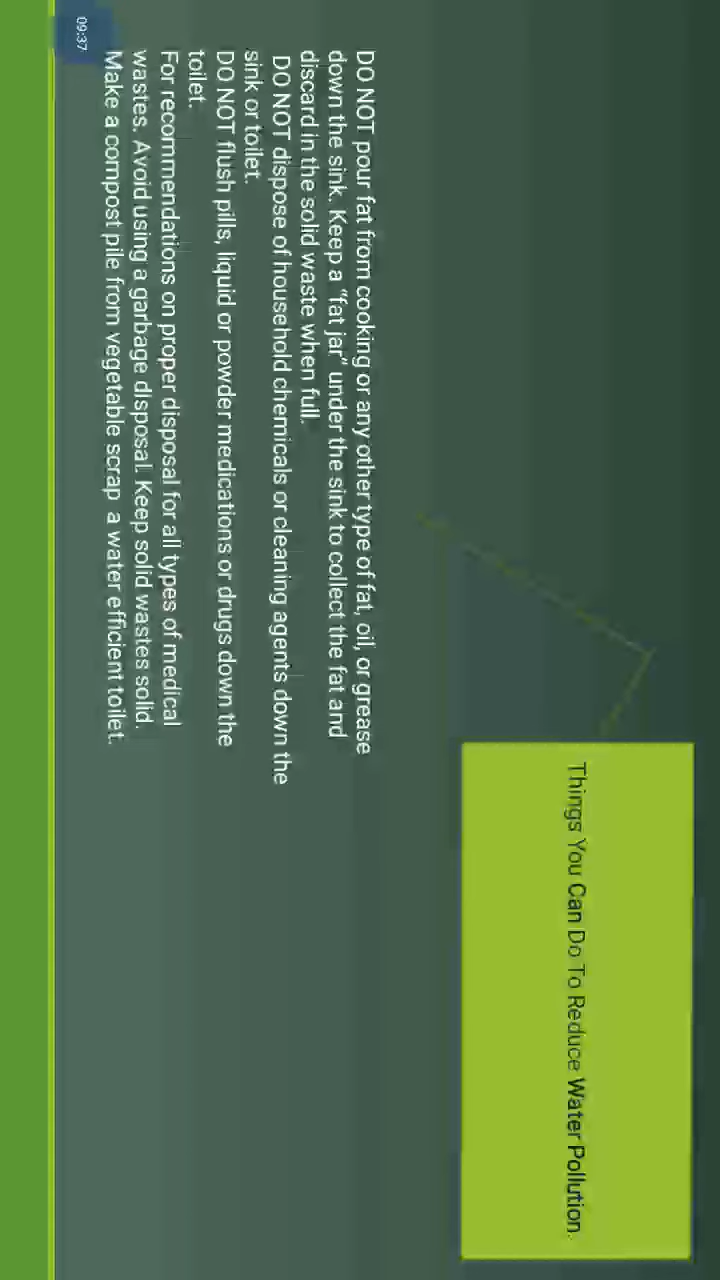 Things You Can Do To Reduce Water Pollution.
DO NOT pour fat from cooking or any other type of fat, oil, or grease
down the sink. Keep a "fat jar" under the sink to collect the fat and
discard in the solid waste when full.
DO NOT dispose of household chemicals or cleaning agents down the
sink or toilet.
DO NOT flush pills, liquid or powder medications or drugs down the
toilet.
For recommendations on proper disposal for all types of medical
wastes. Avoid using a garbage disposal. Keep solid wastes solid.
Make a compost pile from vegetable scrap a water efficient toilet.
09:37